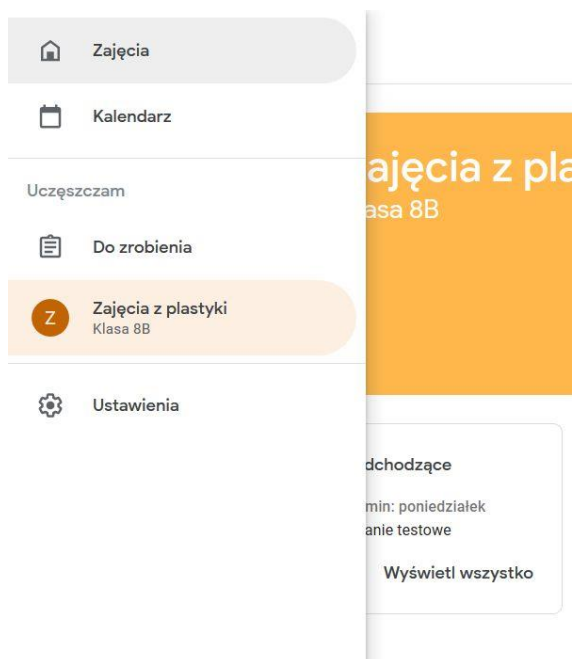 Zajęcia
Kalendarz
Uczęszczam
Do zrobienia
Z
Zajęcia z plastyki
Klasa 8B
Ustawienia
ajęcia z pla
asa 8B
dchodzące
min: poniedziałek
anie testowe
Wyświetl wszystko